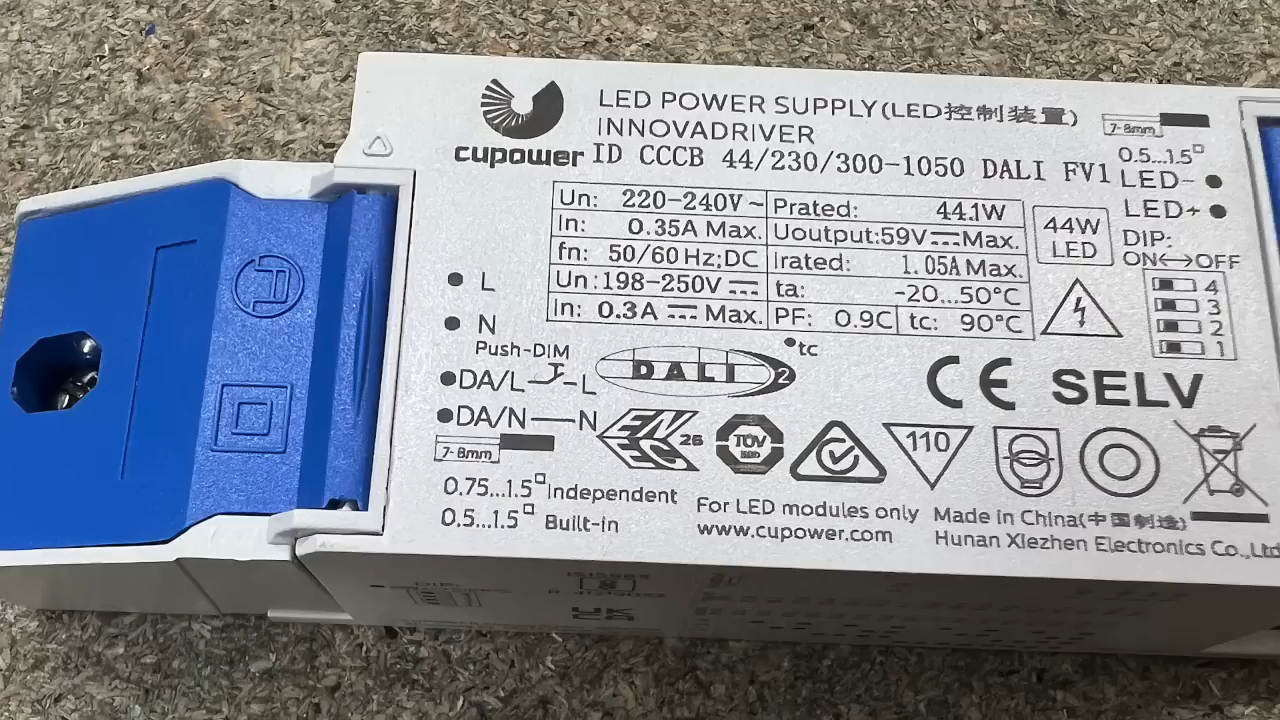 LED POWER SUPPLY(LED控制装置)
INNOVADRIVER
cupower ID CCCB 44/230/300-1050 DALI FV1
7-8mm
0.5...1.5□
LED-
LED+
Un: 220-240V~ Prated: 44.1W
In: 0.35A Max. Uoutput:59V⎓Max.
fn: 50/60Hz;DC Irated: 1.05A Max.
Un:198-250V⎓ ta: -20...50°C
In: 0.3A⎓Max. PF: 0.9C tc: 90°C
44W
LED
DIP:
ON↔OFF
4
3
2
1
L
N
Push-DIM
DA/L L
DA/N N
7-8mm
DALI 2
tc
CE SELV
ENEC 26
TÜV
SÜD
110
0.75...1.5□Independent
0.5...1.5□ Built-in
For LED modules only
www.cupower.com
Made in China(中国制造)
Hunan Xiezhen Electronics Co.,Ltd
DIP: